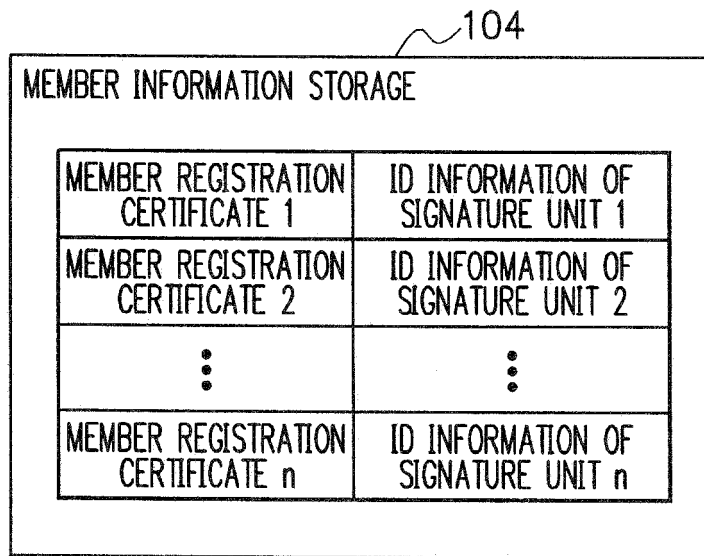 104
MEMBER INFORMATION STORAGE
MEMBER REGISTRATION
CERTIFICATE 1
ID INFORMATION OF
SIGNATURE UNIT 1
MEMBER REGISTRATION
CERTIFICATE 2
ID INFORMATION OF
SIGNATURE UNIT 2
MEMBER REGISTRATION
CERTIFICATE n
ID INFORMATION OF
SIGNATURE UNIT n